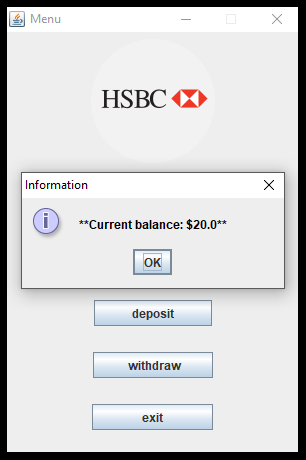 Menu
HSBC
Information
**Current balance: $20.0**
OK
deposit
withdraw
exit